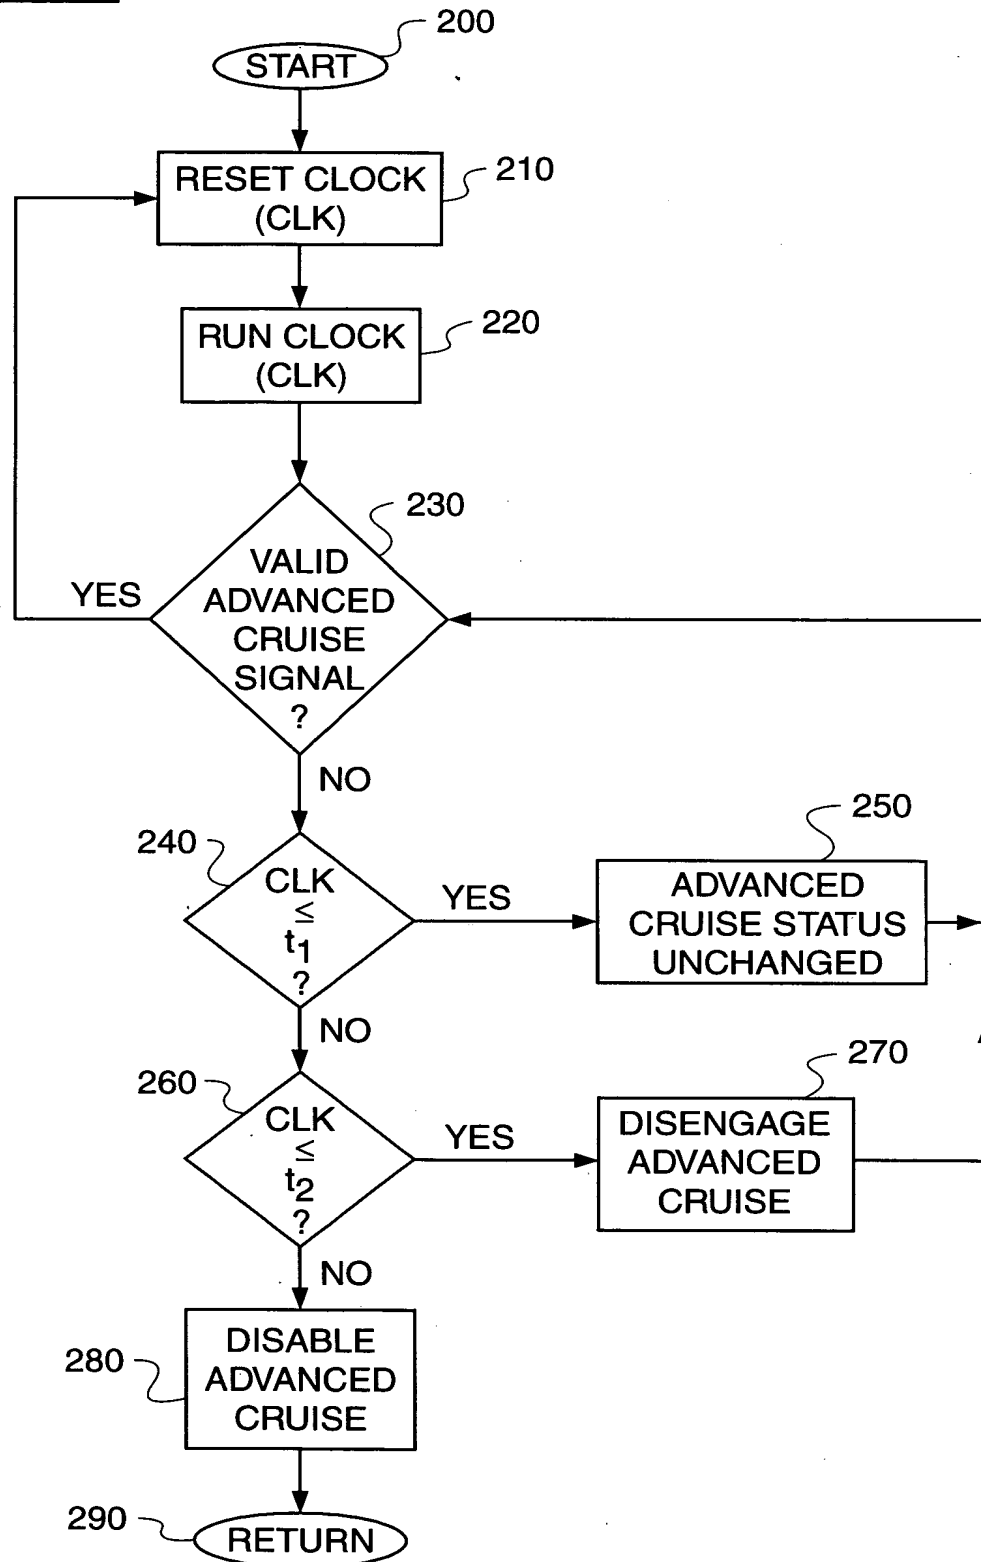 200
START
210
RESET CLOCK
(CLK)
220
RUN CLOCK
(CLK)
230
VALID
ADVANCED
CRUISE
SIGNAL
?
YES
NO
240
CLK
≤
t1
?
YES
250
ADVANCED
CRUISE STATUS
UNCHANGED
NO
260
CLK
≤
t2
?
YES
270
DISENGAGE
ADVANCED
CRUISE
NO
280
DISABLE
ADVANCED
CRUISE
290
RETURN